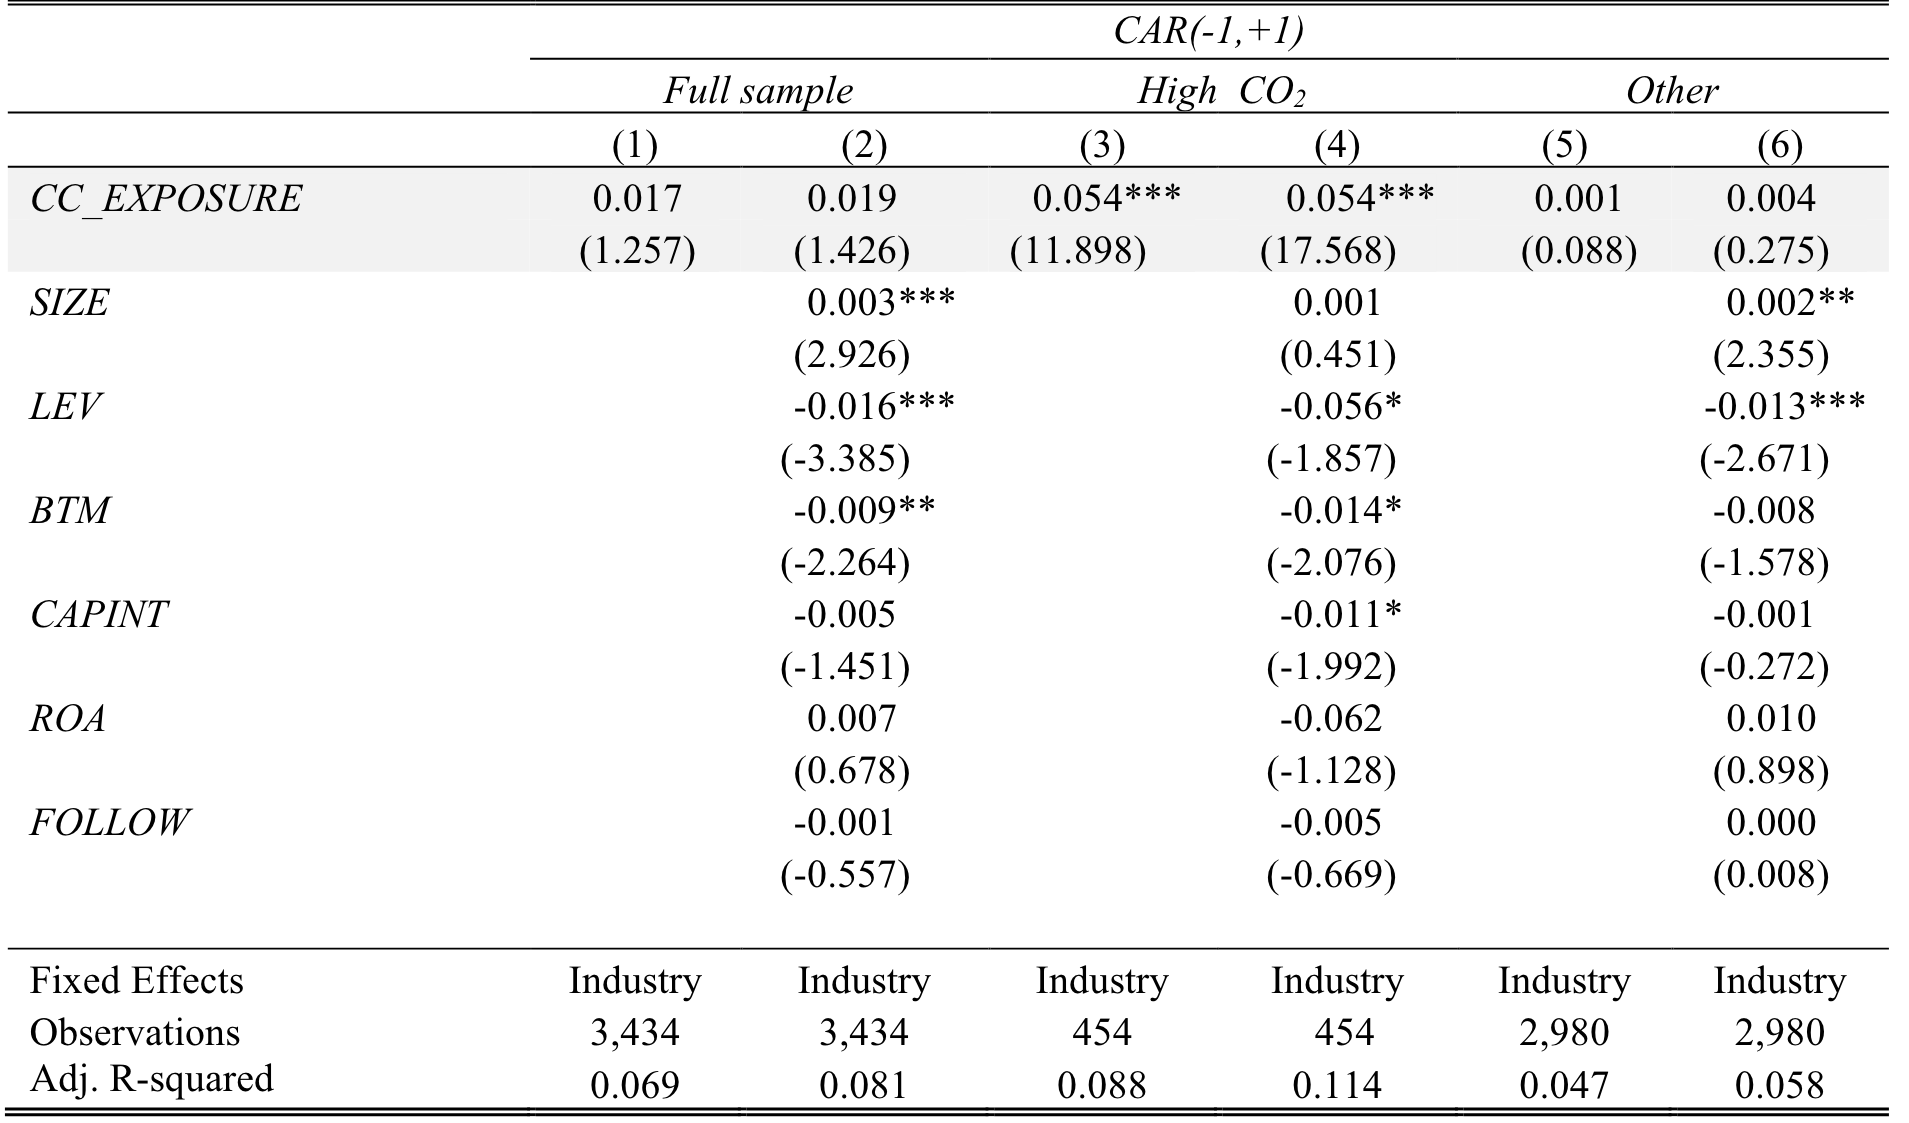 CAR(-1,+1)
Full sample High CO₂ Other
(1) (2) (3) (4) (5) (6)
CC_EXPOSURE 0.017 0.019 0.054*** 0.054*** 0.001 0.004
(1.257) (1.426) (11.898) (17.568) (0.088) (0.275)
SIZE 0.003*** 0.001 0.002**
(2.926) (0.451) (2.355)
LEV -0.016*** -0.056* -0.013***
(-3.385) (-1.857) (-2.671)
BTM -0.009** -0.014* -0.008
(-2.264) (-2.076) (-1.578)
CAPINT -0.005 -0.011* -0.001
(-1.451) (-1.992) (-0.272)
ROA 0.007 -0.062 0.010
(0.678) (-1.128) (0.898)
FOLLOW -0.001 -0.005 0.000
(-0.557) (-0.669) (0.008)
Fixed Effects Industry Industry Industry Industry Industry Industry
Observations 3,434 3,434 454 454 2,980 2,980
Adj. R-squared 0.069 0.081 0.088 0.114 0.047 0.058